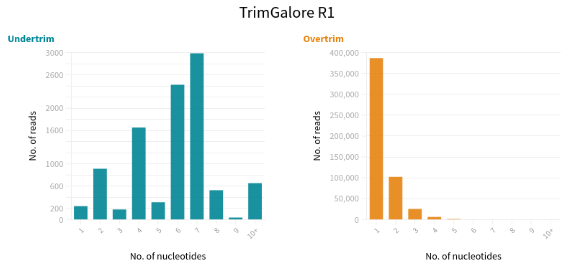 TrimGalore R1
Undertrim
No. of reads
3000
2600
2000
1600
1000
600
200
0
1 2 3 4 5 6 7 8 9 10+
No. of nucleotides
Overtrim
No. of reads
400,000
350,000
300,000
250,000
200,000
150,000
100,000
50,000
0
1 2 3 4 5 6 7 8 9 10+
No. of nucleotides